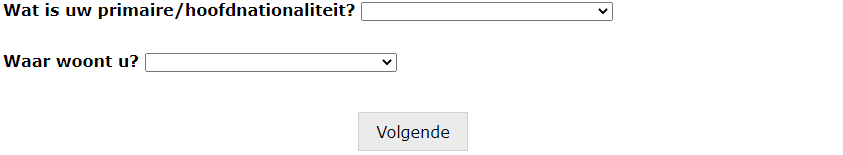 Wat is uw primaire/hoofdnationaliteit?
Waar woont u?
Volgende